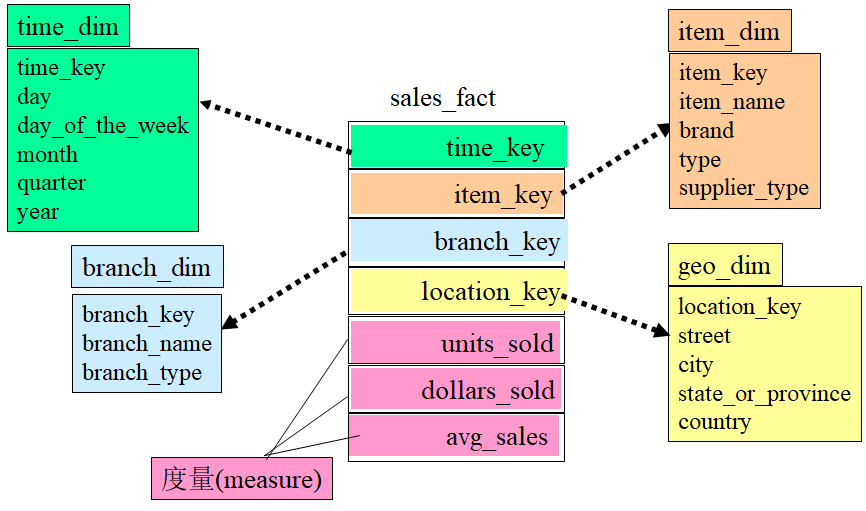 time_dim
time_key
day
day_of_the_week
month
quarter
year
branch_dim
branch_key
branch_name
branch_type
sales_fact
time_key
item_key
branch_key
location_key
units_sold
dollars_sold
avg_sales
度量(measure)
item_dim
item_key
item_name
brand
type
supplier_type
geo_dim
location_key
street
city
state_or_province
country